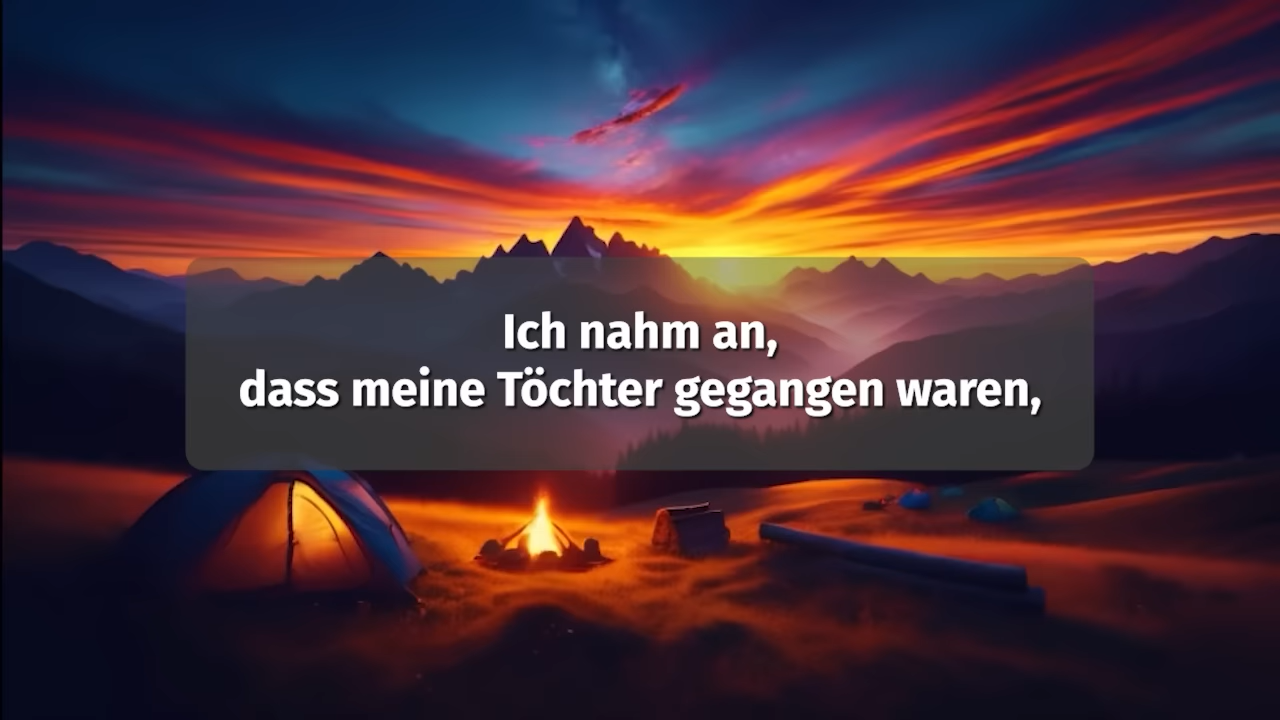 Ich nahm an,
dass meine Töchter gegangen waren,